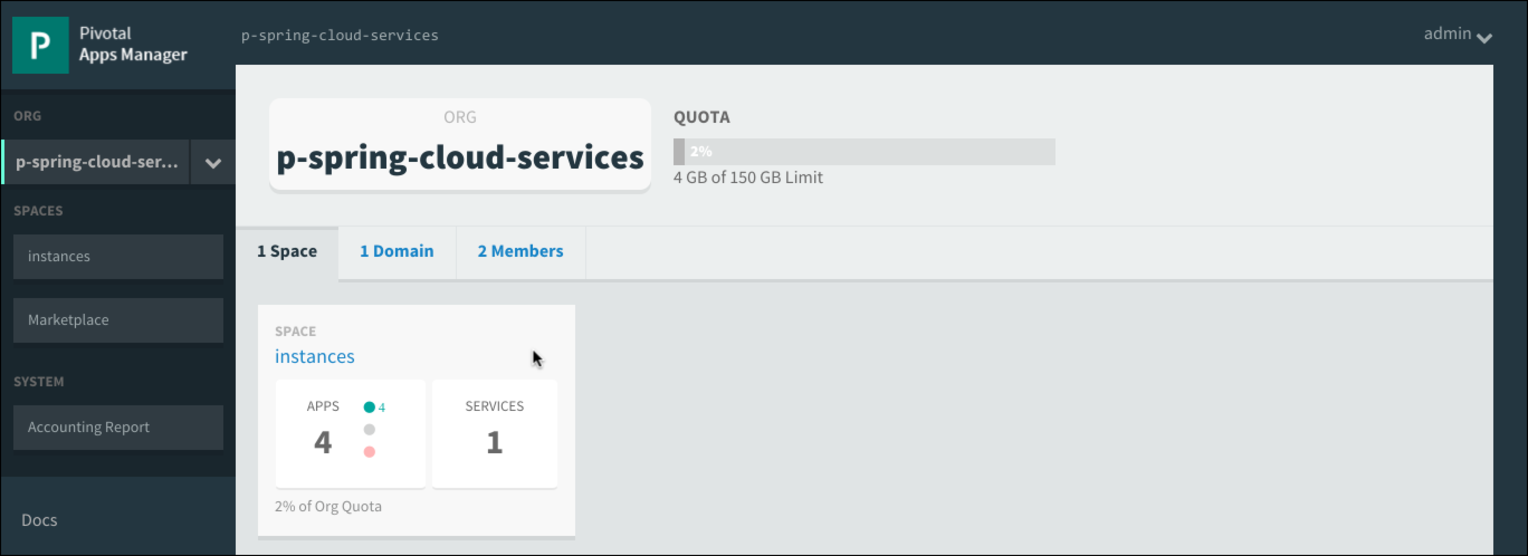 P
Pivotal
Apps Manager
p-spring-cloud-services
admin
ORG
p-spring-cloud-ser...
SPACES
instances
Marketplace
SYSTEM
Accounting Report
Docs
ORG
p-spring-cloud-services
QUOTA
2%
4 GB of 150 GB Limit
1 Space
1 Domain
2 Members
SPACE
instances
APPS
4
4
SERVICES
1
2% of Org Quota